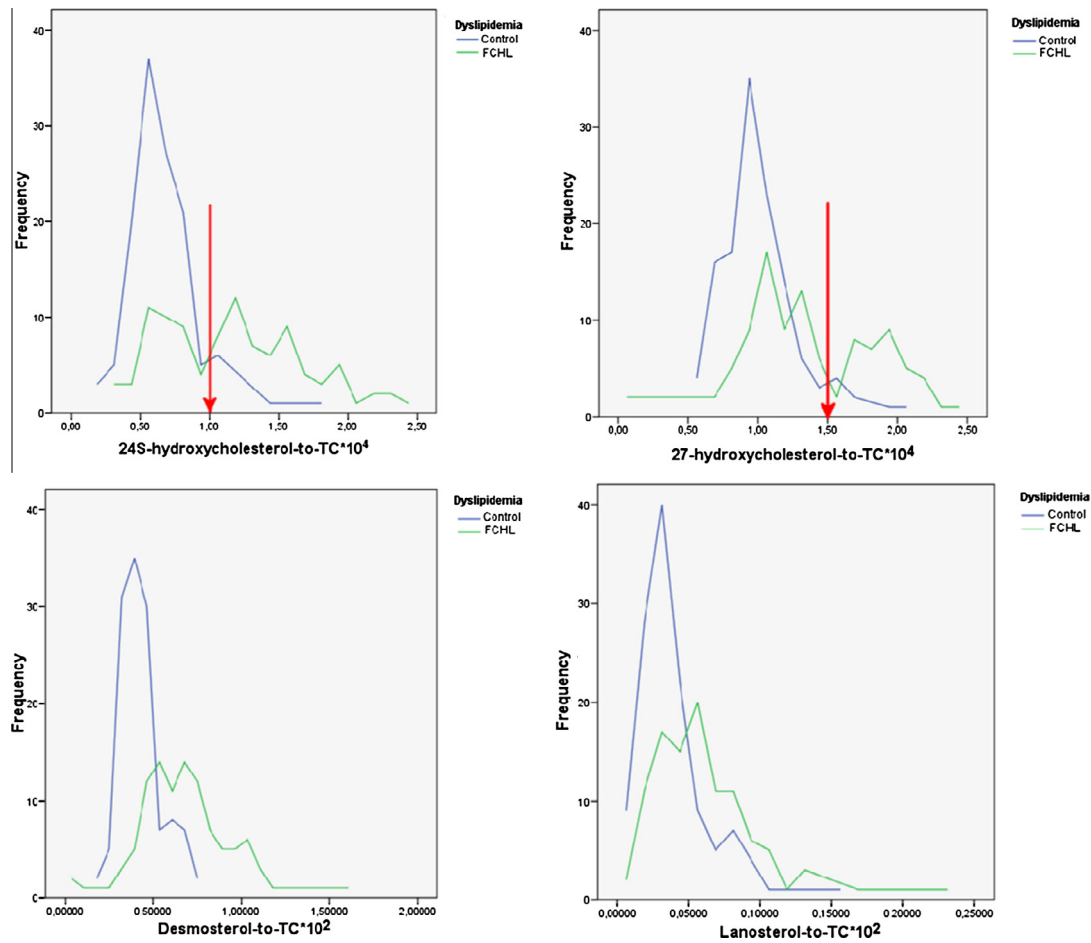 Dyslipidemia
Control
FCHL
40
30
20
10
0
Frequency
0,00 0,50 1,00 1,50 2,00 2,50
24S-hydroxycholesterol-to-TC*10⁴
Dyslipidemia
Control
FCHL
40
30
20
10
0
Frequency
0,00 0,50 1,00 1,50 2,00 2,50
27-hydroxycholesterol-to-TC*10⁴
Dyslipidemia
Control
FCHL
40
30
20
10
0
Frequency
0,00000 0,50000 1,00000 1,50000 2,00000
Desmosterol-to-TC*10²
Dyslipidemia
Control
FCHL
40
30
20
10
0
Frequency
0,00000 0,05000 0,10000 0,15000 0,20000 0,25000
Lanosterol-to-TC*10²